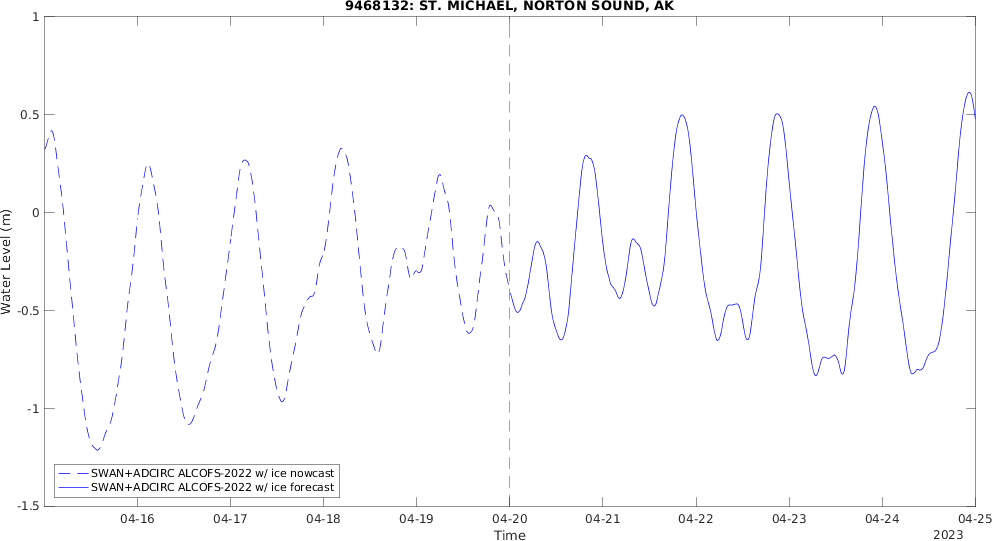 9468132: ST. MICHAEL, NORTON SOUND, AK
1
0.5
0
-0.5
-1
-1.5
Water Level (m)
SWAN+ADCIRC ALCOFS-2022 w/ ice nowcast
SWAN+ADCIRC ALCOFS-2022 w/ ice forecast
04-16 04-17 04-18 04-19 04-20 04-21 04-22 04-23 04-24 04-25
Time
2023